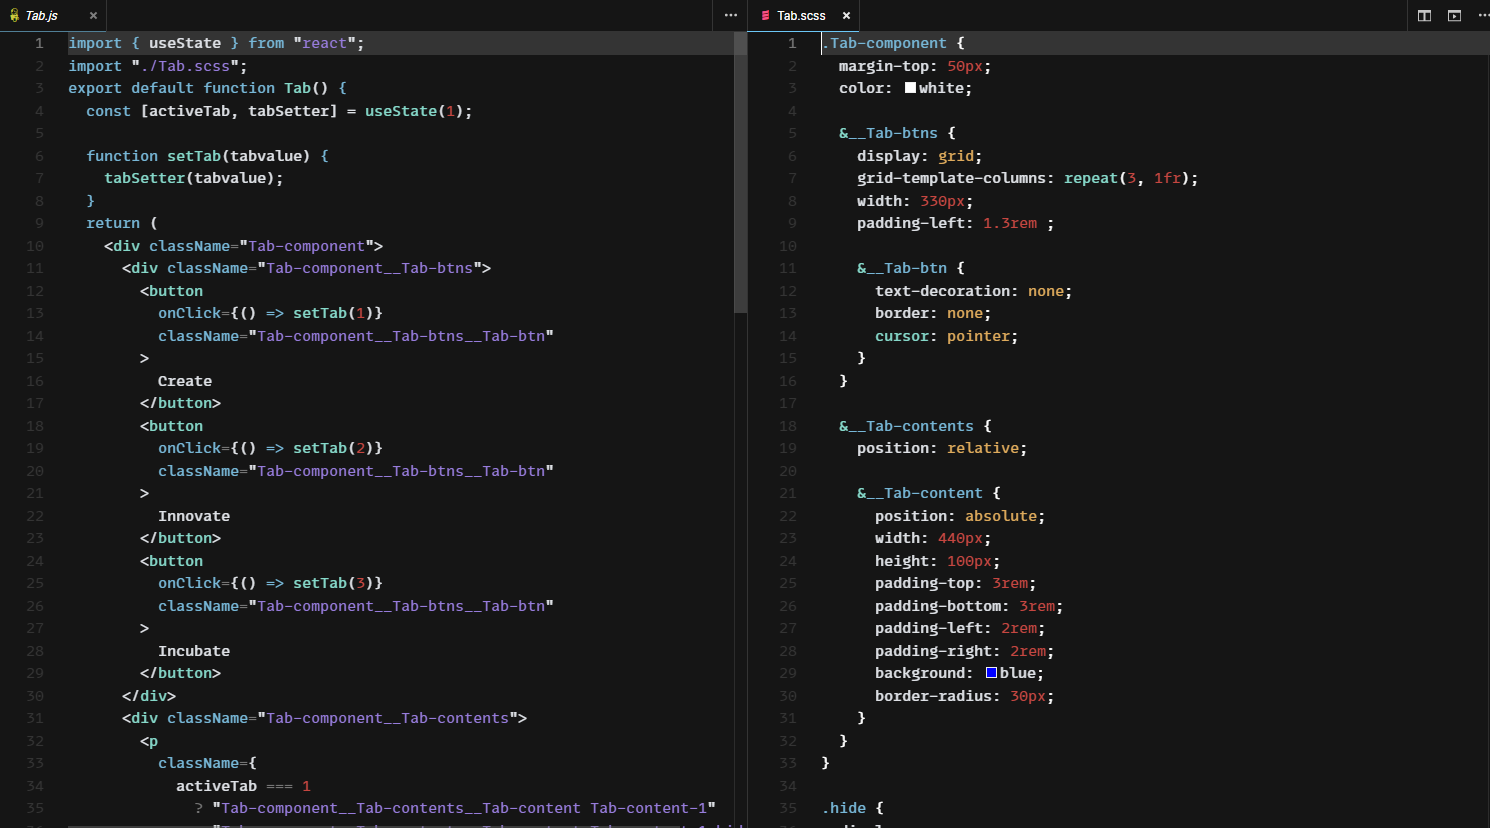 Tab.js
1 import { useState } from "react";
2 import "./Tab.scss";
3 export default function Tab() {
4 const [activeTab, tabSetter] = useState(1);
5
6 function setTab(tabvalue) {
7 tabSetter(tabvalue);
8 }
9 return (
10 <div className="Tab-component">
11 <div className="Tab-component__Tab-btns">
12 <button
13 onClick={() => setTab(1)}
14 className="Tab-component__Tab-btns__Tab-btn"
15 >
16 Create
17 </button>
18 <button
19 onClick={() => setTab(2)}
20 className="Tab-component__Tab-btns__Tab-btn"
21 >
22 Innovate
23 </button>
24 <button
25 onClick={() => setTab(3)}
26 className="Tab-component__Tab-btns__Tab-btn"
27 >
28 Incubate
29 </button>
30 </div>
31 <div className="Tab-component__Tab-contents">
32 <p
33 className={
34 activeTab === 1
35 ? "Tab-component__Tab-contents__Tab-content Tab-content-1"
Tab.scss
1 .Tab-component {
2 margin-top: 50px;
3 color: white;
4
5 &__Tab-btns {
6 display: grid;
7 grid-template-columns: repeat(3, 1fr);
8 width: 330px;
9 padding-left: 1.3rem ;
10
11 &__Tab-btn {
12 text-decoration: none;
13 border: none;
14 cursor: pointer;
15 }
16 }
17
18 &__Tab-contents {
19 position: relative;
20
21 &__Tab-content {
22 position: absolute;
23 width: 440px;
24 height: 100px;
25 padding-top: 3rem;
26 padding-bottom: 3rem;
27 padding-left: 2rem;
28 padding-right: 2rem;
29 background: blue;
30 border-radius: 30px;
31 }
32 }
33 }
34
35 .hide {